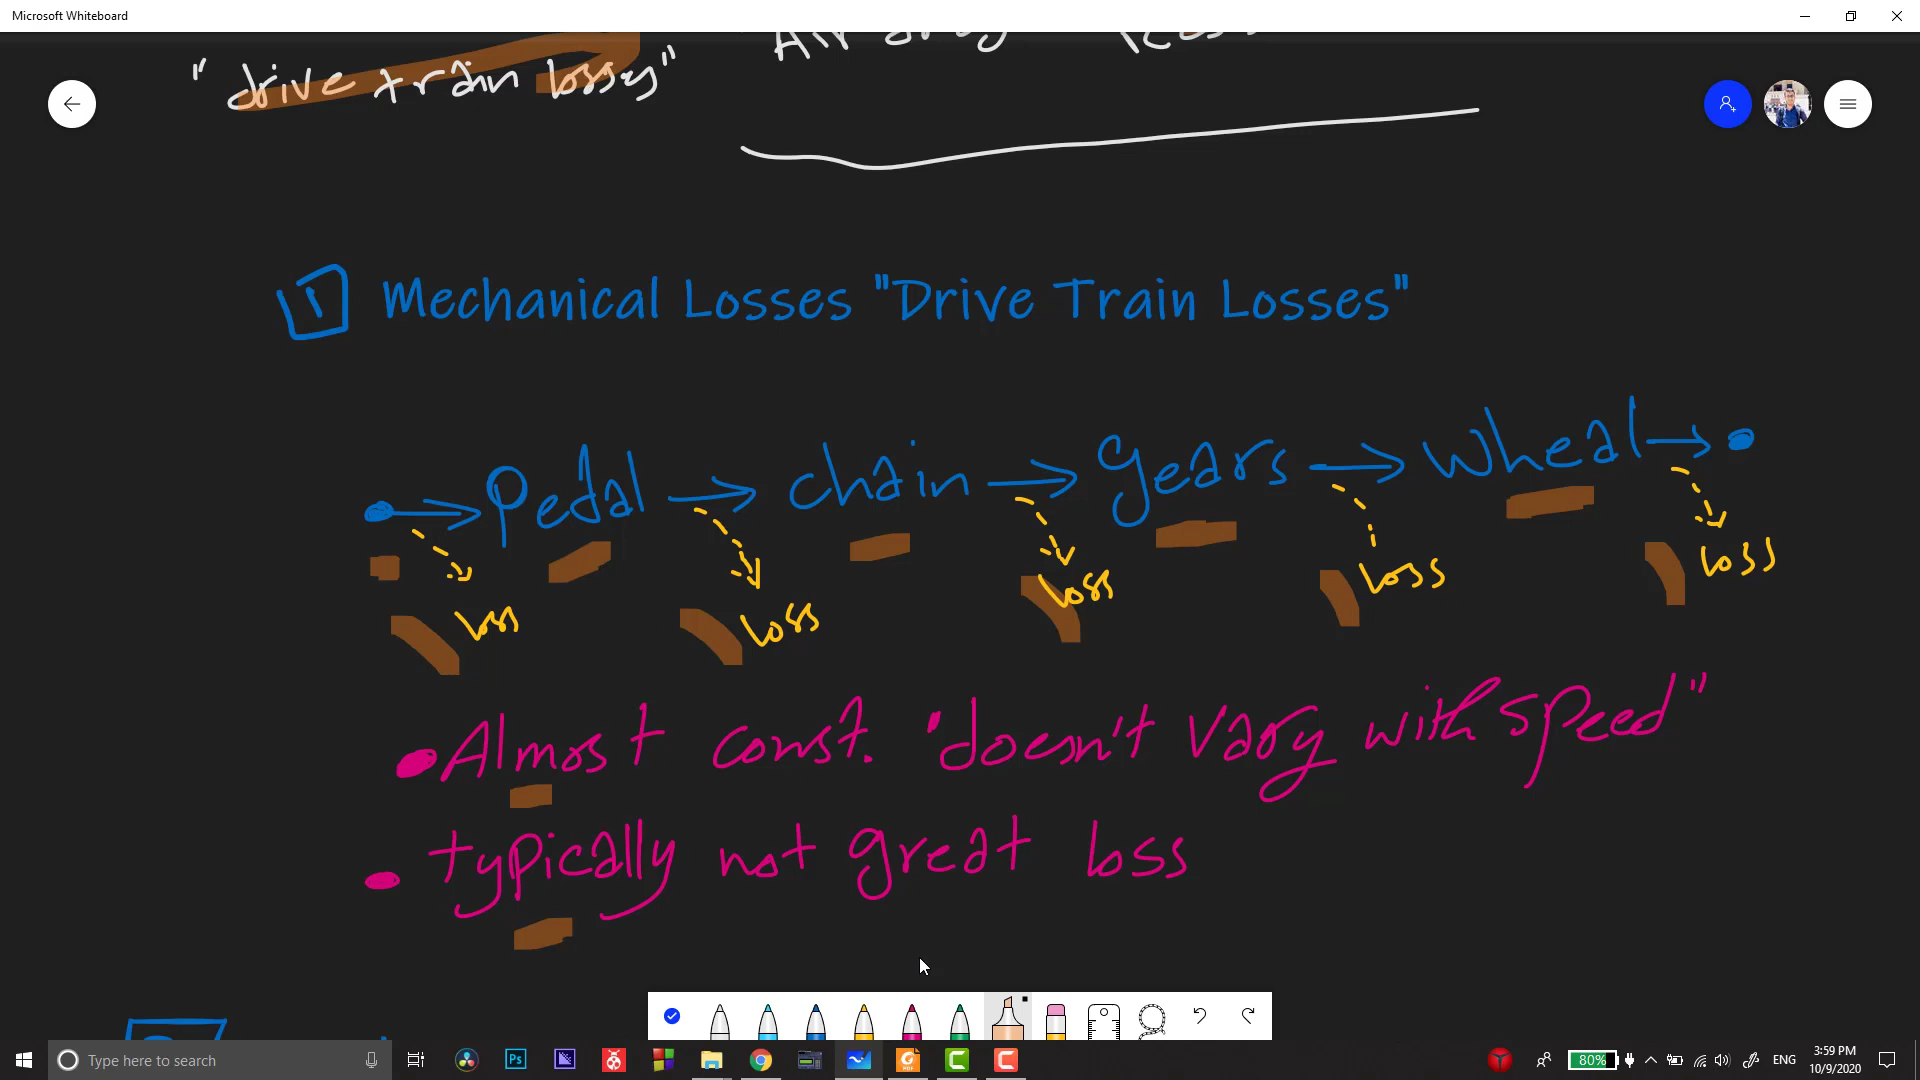 Microsoft Whiteboard
Air drag
"drive train losses"
1 Mechanical Losses "Drive Train Losses"
Pedal → chain → gears → wheal →
loss loss loss loss loss
• Almost const. "doesn't vary with speed"
• typically not great loss
Type here to search
80%
ENG
3:59 PM
10/9/2020